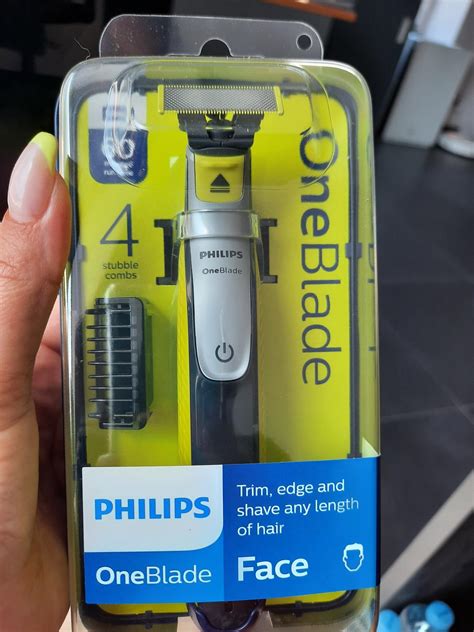 4
stubble
combs
OneBlade
PHILIPS
OneBlade
PHILIPS
OneBlade
Trim, edge and
shave any length
of hair
Face